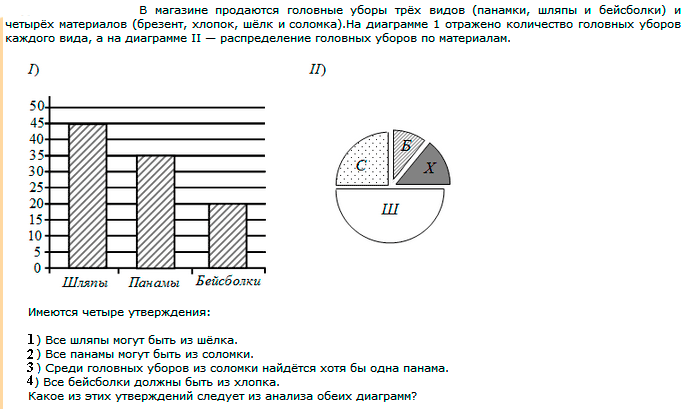 В магазине продаются головные уборы трёх видов (панамки, шляпы и бейсболки) и
четырёх материалов (брезент, хлопок, шёлк и соломка).На диаграмме 1 отражено количество головных уборов
каждого вида, а на диаграмме II — распределение головных уборов по материалам.
I)
II)
50
45
40
35
30
25
20
15
10
5
0
Шляпы Панамы Бейсболки
Б
С
Х
Ш
Имеются четыре утверждения:
1) Все шляпы могут быть из шёлка.
2) Все панамы могут быть из соломки.
3) Среди головных уборов из соломки найдётся хотя бы одна панама.
4) Все бейсболки должны быть из хлопка.
Какое из этих утверждений следует из анализа обеих диаграмм?